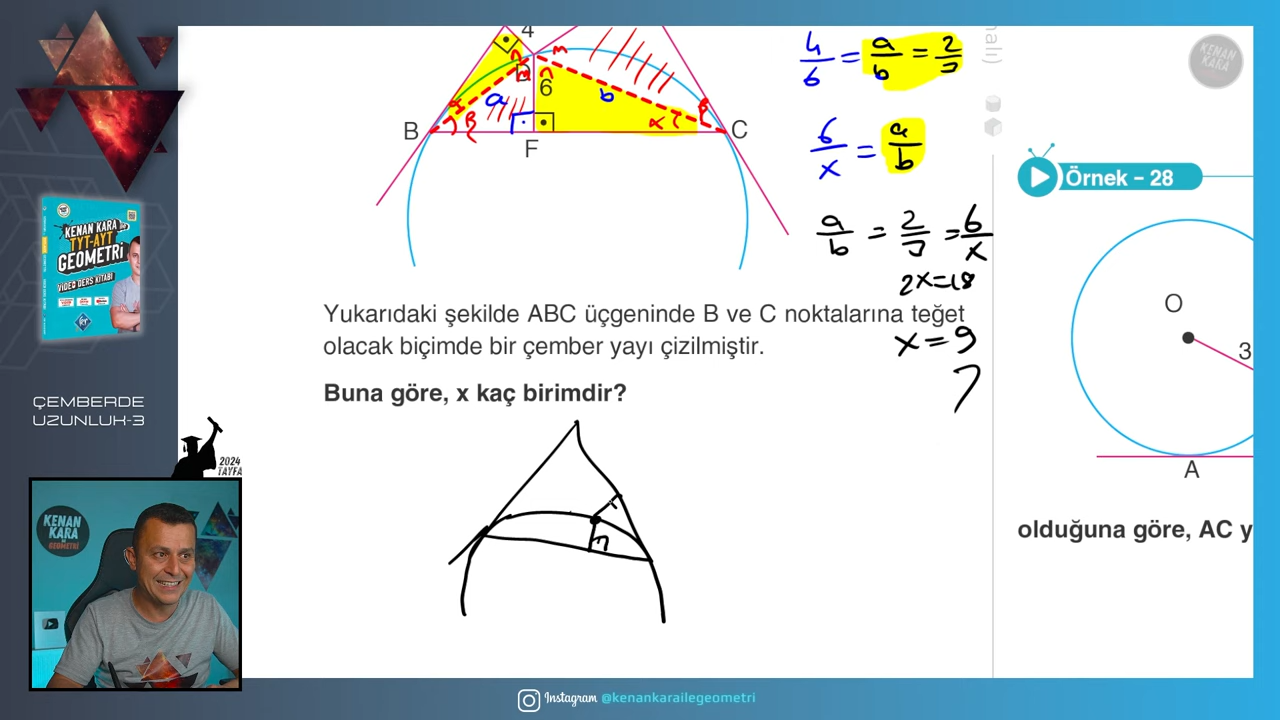 4
6
a
b
B
F
C
4/6 = a/b = 2/3
6/x = a/b
a/b = 2/3 = 6/x
2x=18
x=9
Yukarıdaki şekilde ABC üçgeninde B ve C noktalarına teğet
olacak biçimde bir çember yayı çizilmiştir.
Buna göre, x kaç birimdir?
KENAN KARA
TYT-AYT
GEOMETRİ
VİDEO DERS KİTABI
ÇEMBERDE
UZUNLUK-3
2024
TAYFA
KENAN
KARA
GEOMETRİ
KENAN
KARA
Örnek – 28
O
3
A
olduğuna göre, AC y
Instagram @kenankarailegeometri